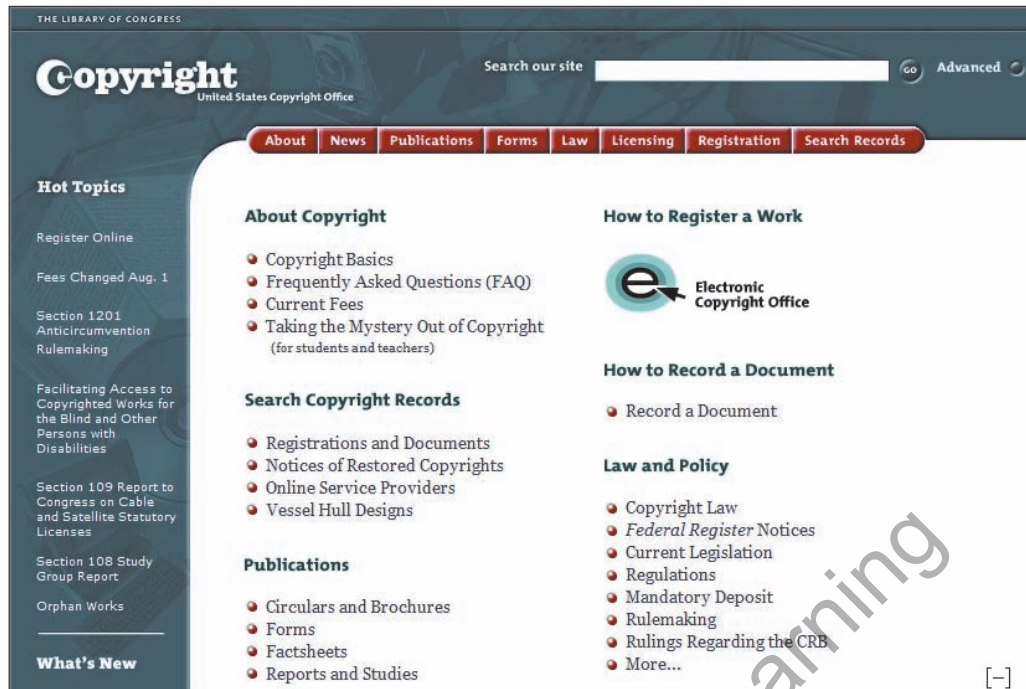 THE LIBRARY OF CONGRESS
Copyright
United States Copyright Office
Search our site
GO
Advanced
About News Publications Forms Law Licensing Registration Search Records
Hot Topics
Register Online
Fees Changed Aug. 1
Section 1201
Anticircumvention
Rulemaking
Facilitating Access to
Copyrighted Works for
the Blind and Other
Persons with
Disabilities
Section 109 Report to
Congress on Cable
and Satellite Statutory
Licenses
Section 108 Study
Group Report
Orphan Works
What's New
About Copyright
Copyright Basics
Frequently Asked Questions (FAQ)
Current Fees
Taking the Mystery Out of Copyright
(for students and teachers)
Search Copyright Records
Registrations and Documents
Notices of Restored Copyrights
Online Service Providers
Vessel Hull Designs
Publications
Circulars and Brochures
Forms
Factsheets
Reports and Studies
How to Register a Work
e
Electronic
Copyright Office
How to Record a Document
Record a Document
Law and Policy
Copyright Law
Federal Register Notices
Current Legislation
Regulations
Mandatory Deposit
Rulemaking
Rulings Regarding the CRB
More...
[–]